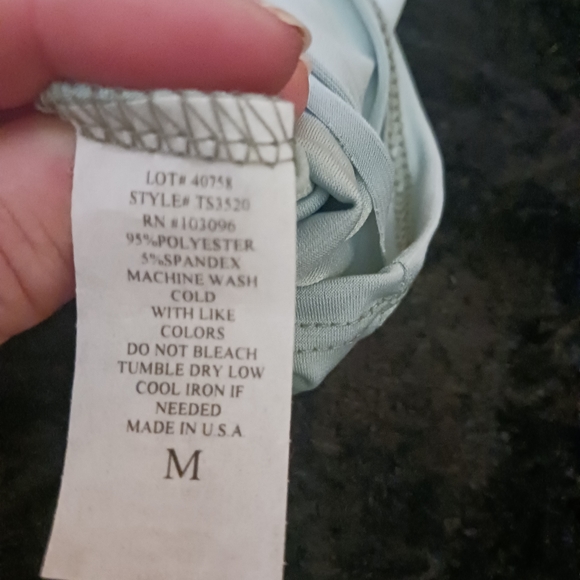 LOT# 40758
STYLE# TS3520
RN #103096
95%POLYESTER
5%SPANDEX
MACHINE WASH
COLD
WITH LIKE
COLORS
DO NOT BLEACH
TUMBLE DRY LOW
COOL IRON IF
NEEDED
MADE IN U.S.A
M